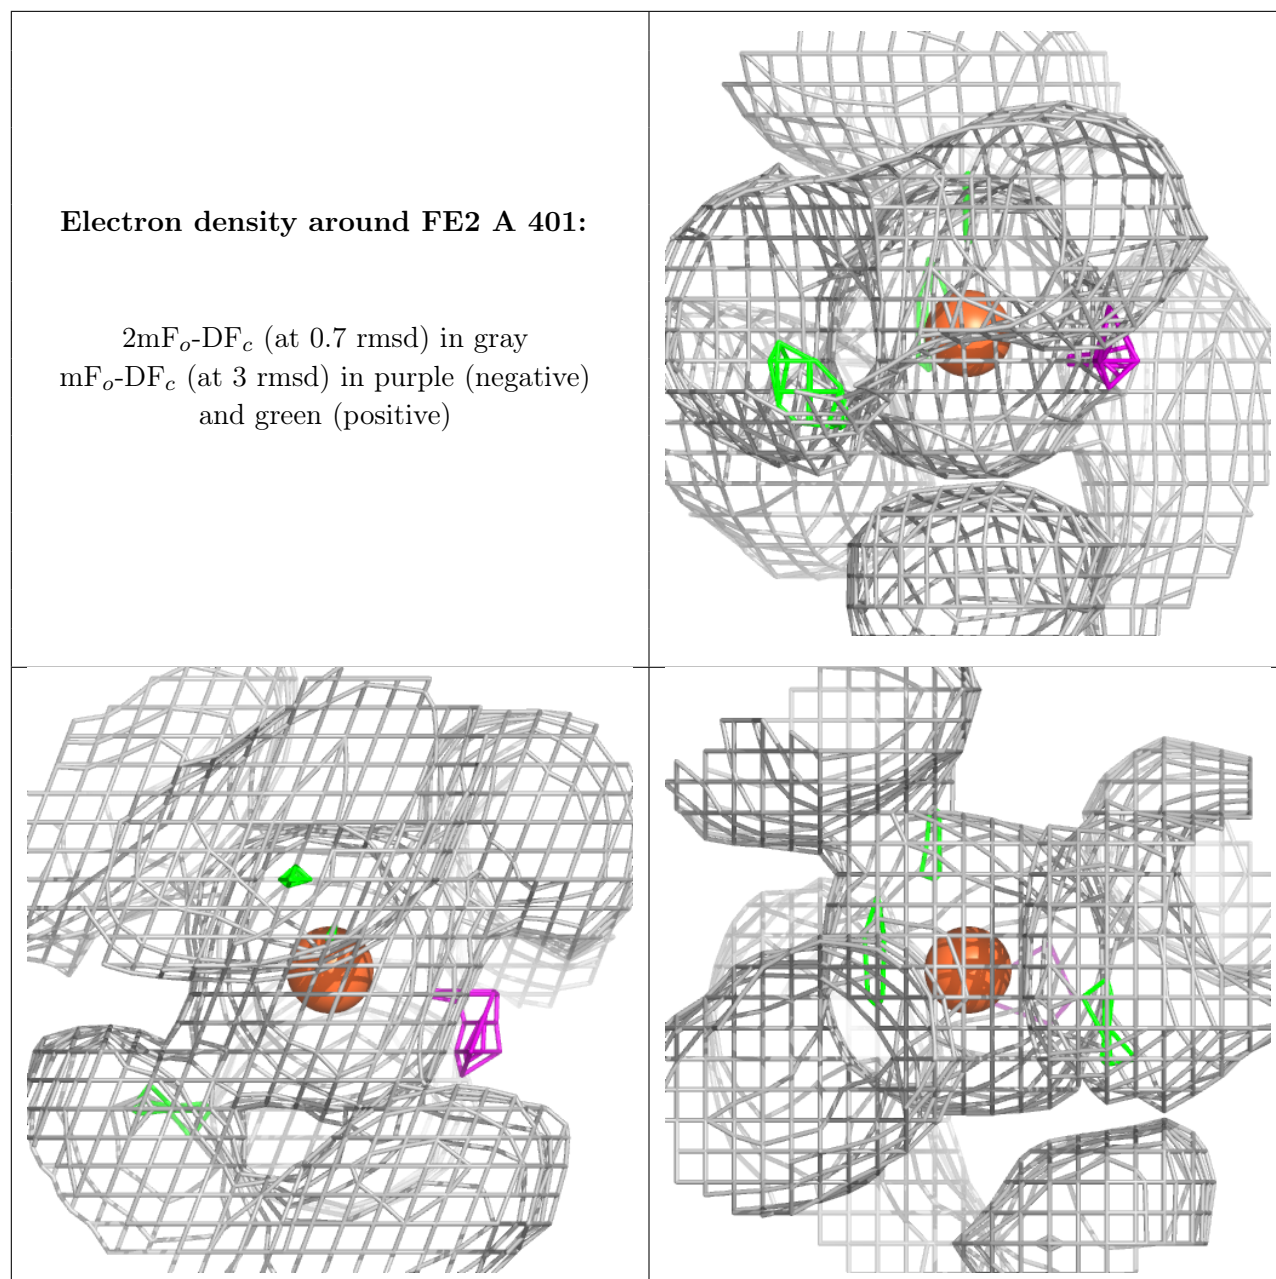 Electron density around FE2 A 401:
2mFo-DFc (at 0.7 rmsd) in gray
mFo-DFc (at 3 rmsd) in purple (negative)
and green (positive)